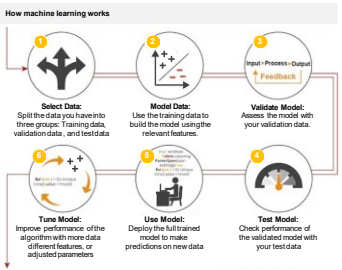 How machine learning works
1
2
3
Input Process Output
Feedback
Select Data:
Split the data you have into
three groups: Training data,
validation data, and test data
Model Data:
Use the training data to
build the model using the
relevant features.
Validate Model:
Assess the model with
your validation data.
6
5
4
Tune Model:
Improve performance of the
algorithm with more data
different features, or
adjusted parameters
Use Model:
Deploy the full trained
model to make
predictions on new data
Test Model:
Check performance of
the validated model with
your test data